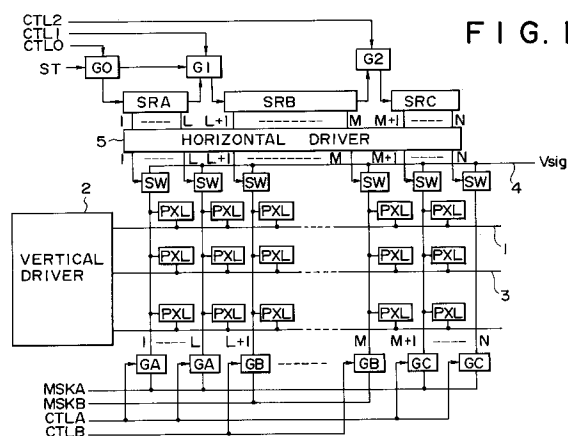 CTL2
CTL1
CTL0
FIG. 1
ST
G0
G1
G2
SRA
SRB
SRC
1 L L+1 M M+1 N
5
HORIZONTAL DRIVER
1 L L+1 M M+1 N
Vsig
4
SW SW SW SW SW SW
2
PXL PXL PXL PXL PXL
1
VERTICAL DRIVER
PXL PXL PXL PXL PXL
3
PXL PXL PXL PXL PXL
1 L L+1 M M+1 N
GA GA GB GB GC GC
MSKA
MSKB
CTLA
CTLB